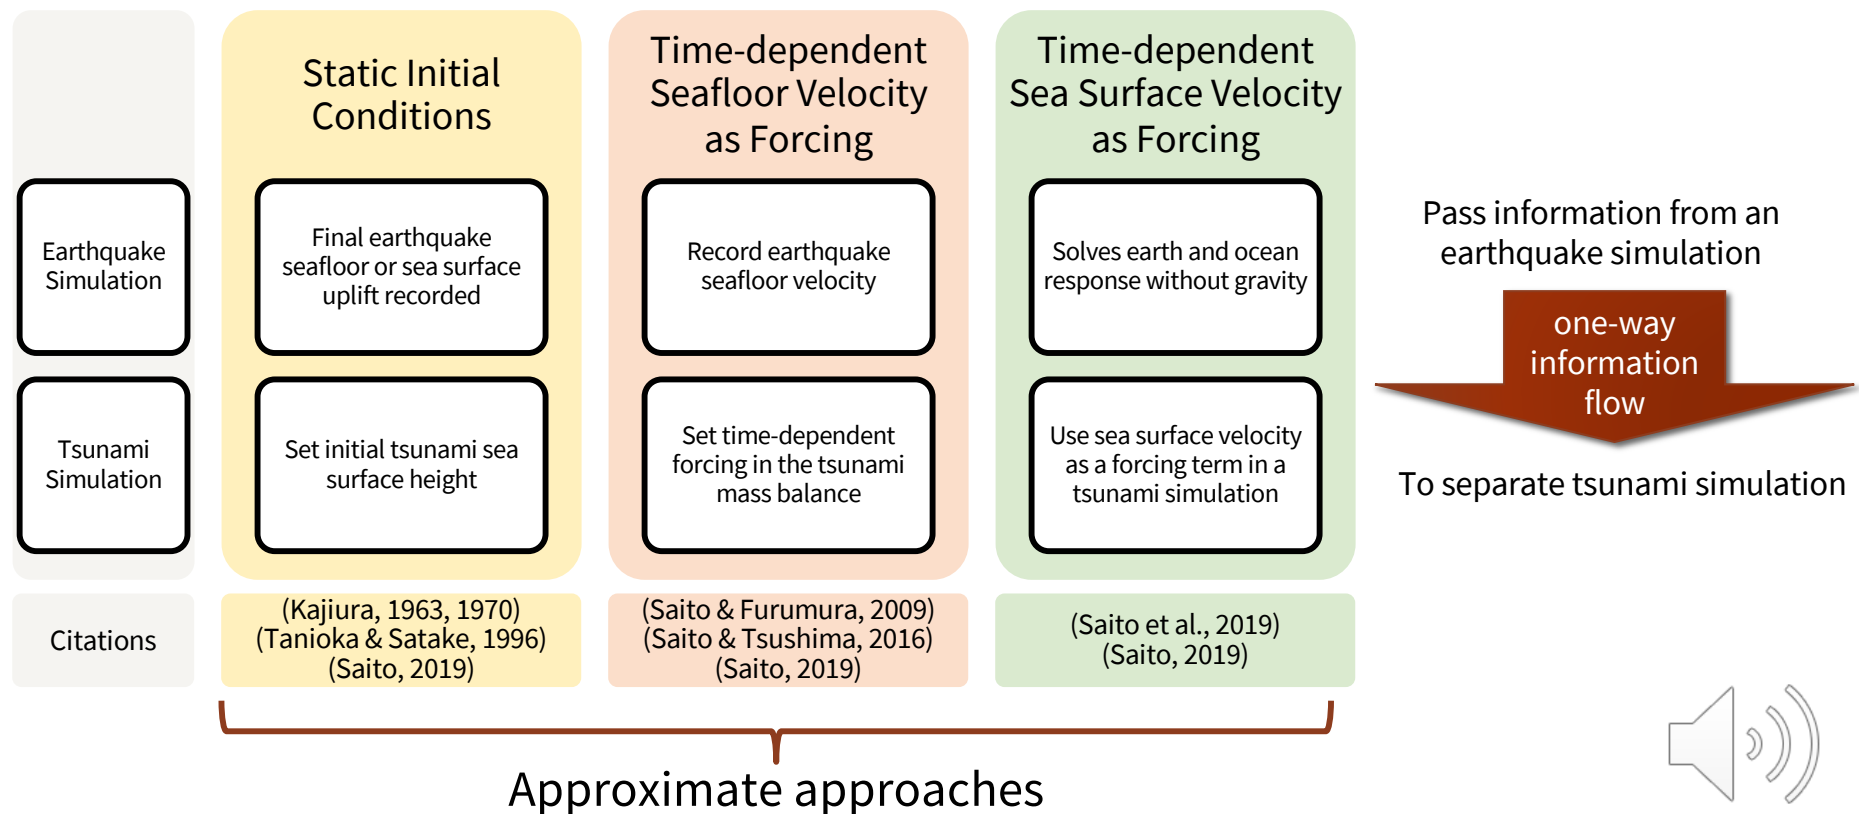 Static Initial
Conditions
Time-dependent
Seafloor Velocity
as Forcing
Time-dependent
Sea Surface Velocity
as Forcing
Earthquake
Simulation
Final earthquake
seafloor or sea surface
uplift recorded
Record earthquake
seafloor velocity
Solves earth and ocean
response without gravity
Pass information from an
earthquake simulation
one-way
information
flow
To separate tsunami simulation
Tsunami
Simulation
Set initial tsunami sea
surface height
Set time-dependent
forcing in the tsunami
mass balance
Use sea surface velocity
as a forcing term in a
tsunami simulation
Citations
(Kajiura, 1963, 1970)
(Tanioka & Satake, 1996)
(Saito, 2019)
(Saito & Furumura, 2009)
(Saito & Tsushima, 2016)
(Saito, 2019)
(Saito et al., 2019)
(Saito, 2019)
Approximate approaches